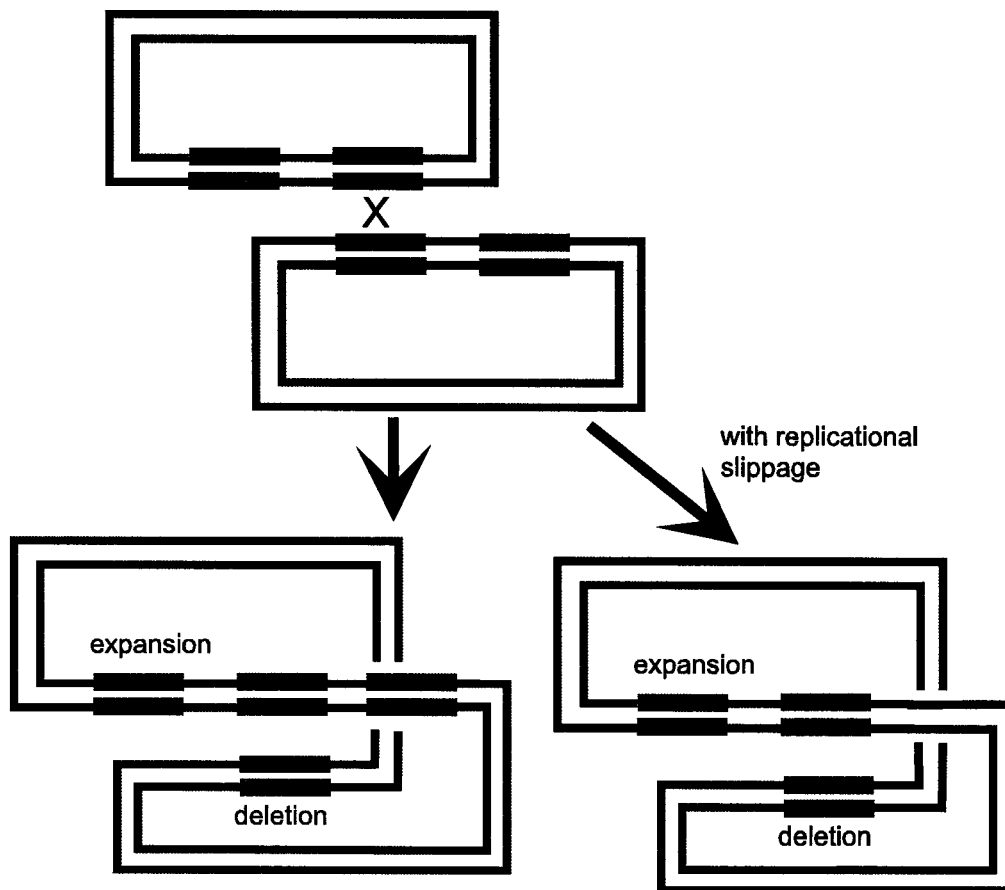 X
with replicational
slippage
expansion
expansion
deletion
deletion